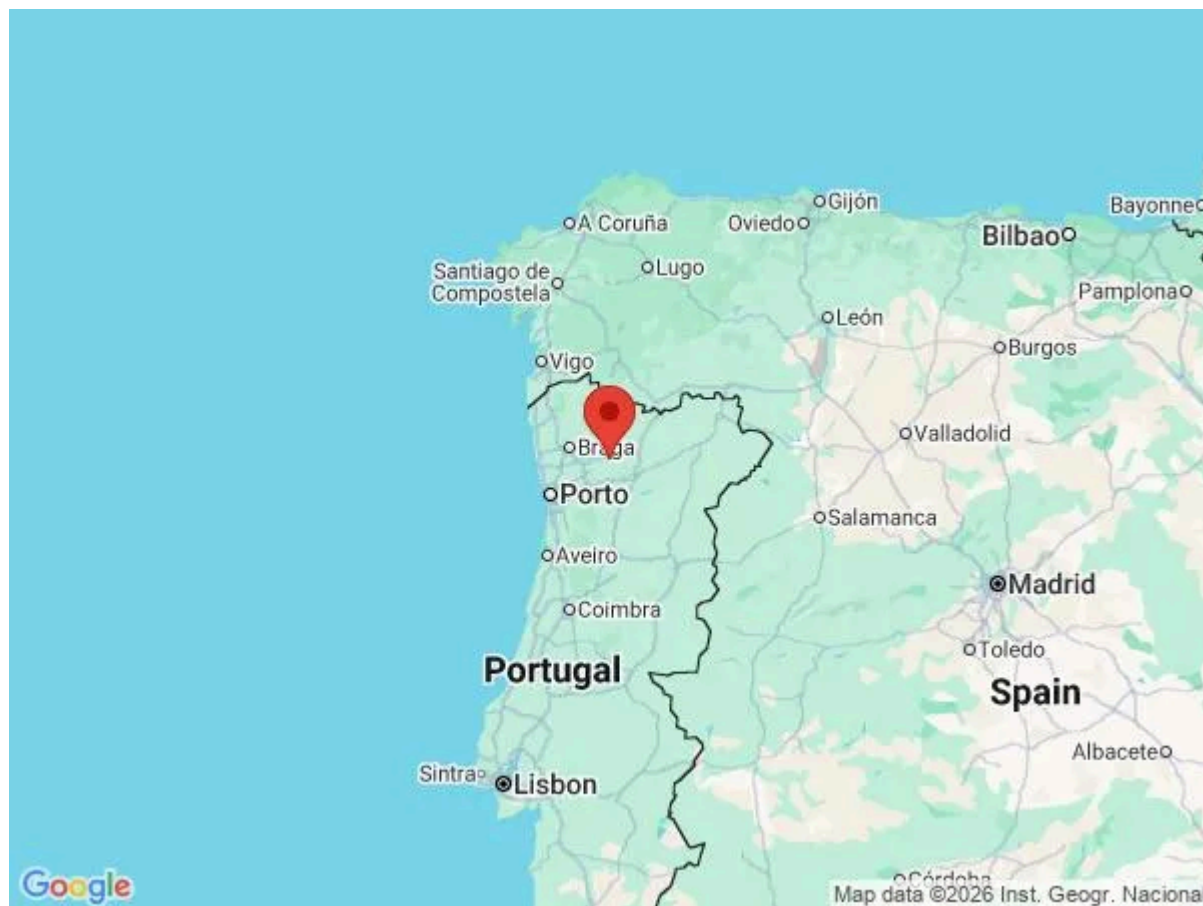 A Coruña
Gijón
Oviedo
Bayonne
Bilbao
Santiago de
Compostela
Lugo
Pamplona
León
Burgos
Vigo
Braga
Valladolid
Porto
Salamanca
Aveiro
Madrid
Coimbra
Toledo
Portugal
Spain
Albacete
Sintra
Lisbon
Córdoba
Google
Map data ©2026 Inst. Geogr. Nacional